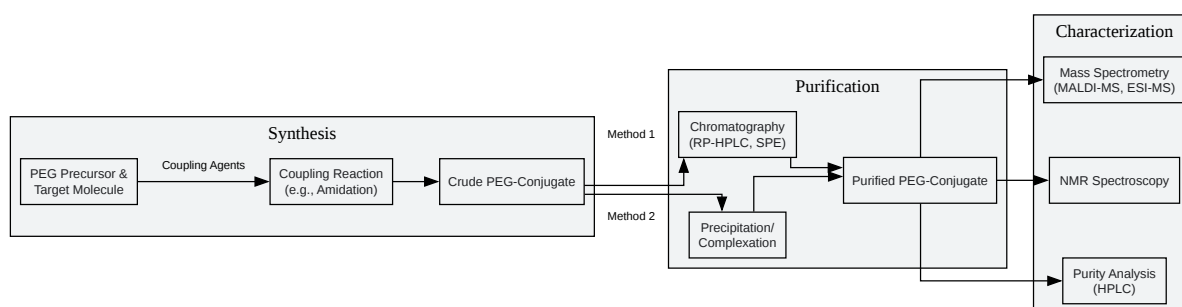 Synthesis
PEG Precursor &
Target Molecule
Coupling Agents
Coupling Reaction
(e.g., Amidation)
Crude PEG-Conjugate
Method 1
Method 2
Purification
Chromatography
(RP-HPLC, SPE)
Precipitation/
Complexation
Purified PEG-Conjugate
Characterization
Mass Spectrometry
(MALDI-MS, ESI-MS)
NMR Spectroscopy
Purity Analysis
(HPLC)